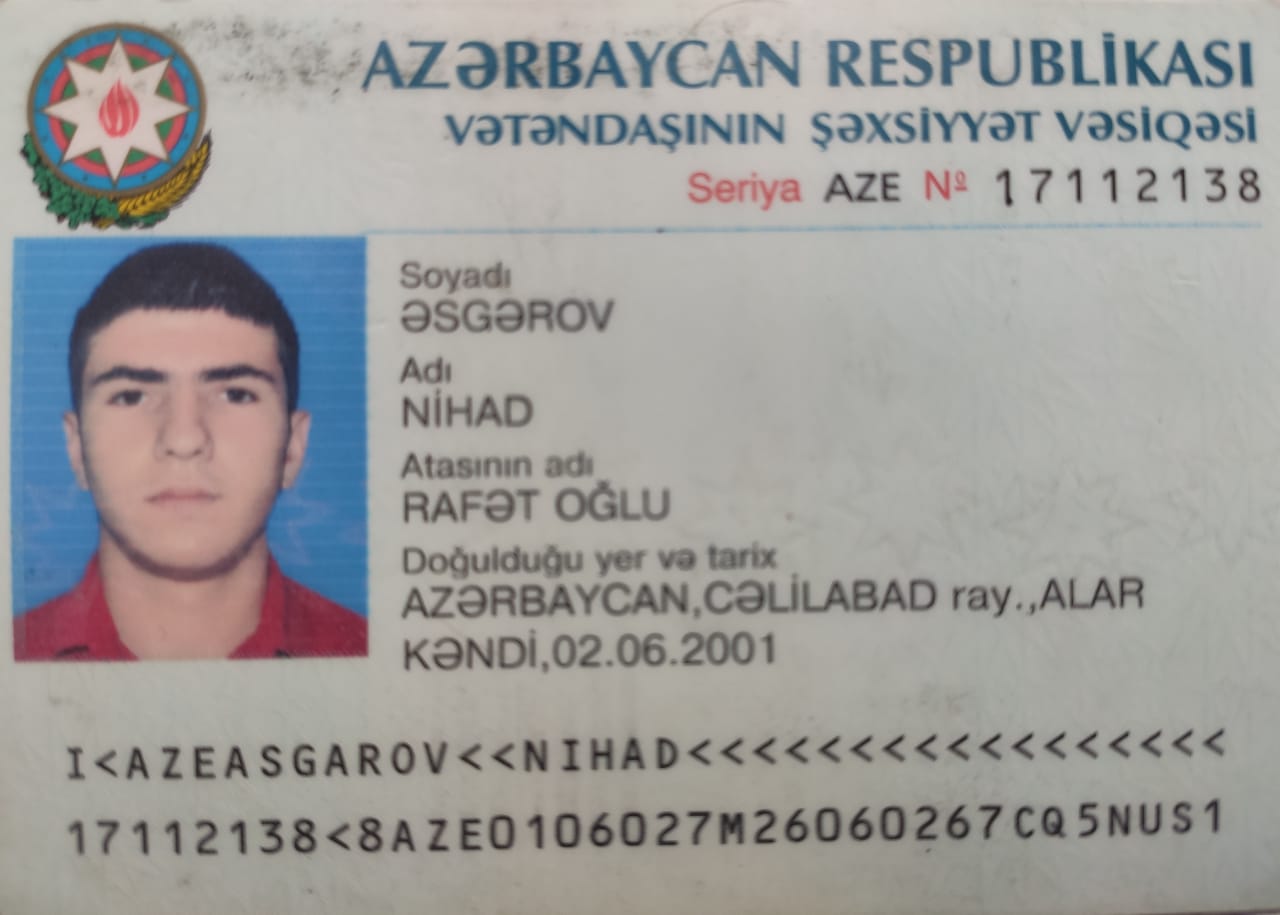 AZƏRBAYCAN RESPUBLİKASI
VƏTƏNDAŞININ ŞƏXSİYYƏT VƏSİQƏSİ
Seriya AZE Nº 17112138
Soyadı
ƏSGƏROV
Adı
NİHAD
Atasının adı
RAFƏT OĞLU
Doğulduğu yer və tarix
AZƏRBAYCAN,CƏLİLABAD ray.,ALAR
KƏNDİ,02.06.2001
I<AZEASGAROV<<NIHAD<<<<<<<<<<<<<<<<<
17112138<8AZE0106027M26060267CQ5NUS1